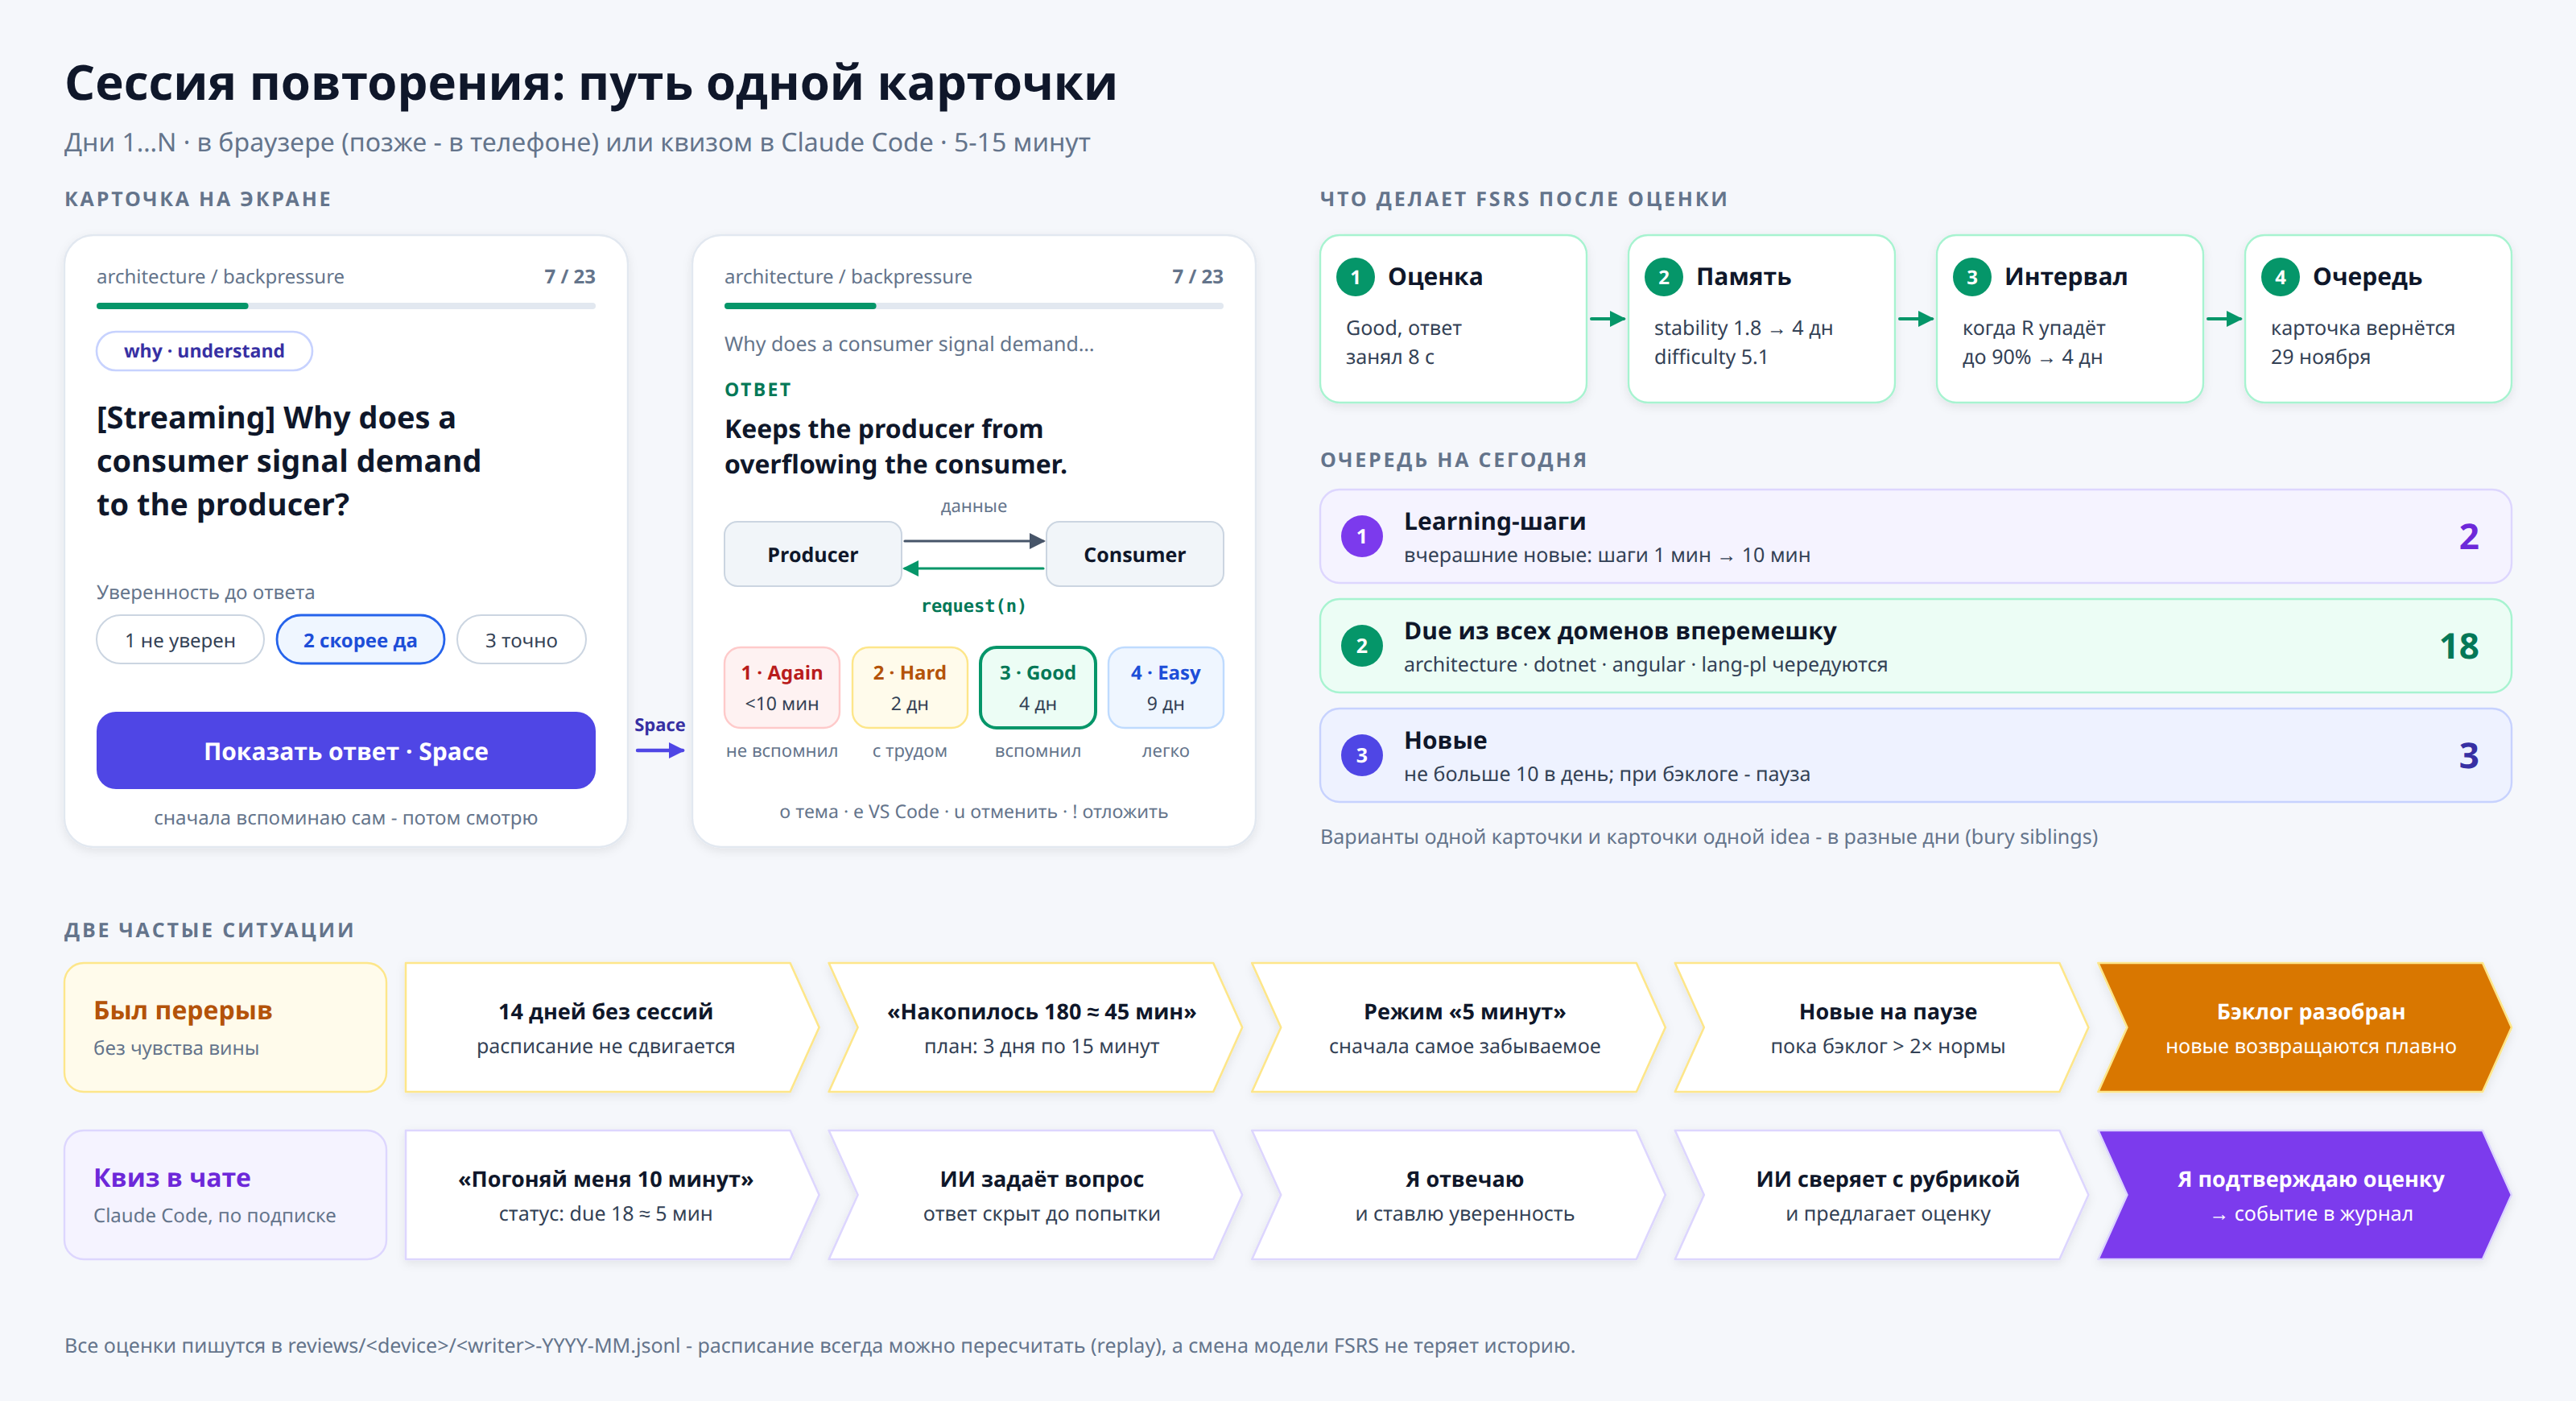 Сессия повторения: путь одной карточки
Дни 1…N · в браузере (позже - в телефоне) или квизом в Claude Code · 5-15 минут
КАРТОЧКА НА ЭКРАНЕ
architecture / backpressure 7 / 23
why · understand
[Streaming] Why does a
consumer signal demand
to the producer?
Уверенность до ответа
1 не уверен 2 скорее да 3 точно
Показать ответ · Space
сначала вспоминаю сам - потом смотрю
Space
architecture / backpressure 7 / 23
Why does a consumer signal demand…
ОТВЕТ
Keeps the producer from
overflowing the consumer.
данные
Producer Consumer
request(n)
1 · Again 2 · Hard 3 · Good 4 · Easy
<10 мин 2 дн 4 дн 9 дн
не вспомнил с трудом вспомнил легко
o тема · e VS Code · u отменить · ! отложить
ЧТО ДЕЛАЕТ FSRS ПОСЛЕ ОЦЕНКИ
1 Оценка
Good, ответ
занял 8 с
2 Память
stability 1.8 → 4 дн
difficulty 5.1
3 Интервал
когда R упадёт
до 90% → 4 дн
4 Очередь
карточка вернётся
29 ноября
ОЧЕРЕДЬ НА СЕГОДНЯ
1 Learning-шаги 2
вчерашние новые: шаги 1 мин → 10 мин
2 Due из всех доменов вперемешку 18
architecture · dotnet · angular · lang-pl чередуются
3 Новые 3
не больше 10 в день; при бэклоге - пауза
Варианты одной карточки и карточки одной idea - в разные дни (bury siblings)
ДВЕ ЧАСТЫЕ СИТУАЦИИ
Был перерыв
без чувства вины
14 дней без сессий
расписание не сдвигается
«Накопилось 180 ≈ 45 мин»
план: 3 дня по 15 минут
Режим «5 минут»
сначала самое забываемое
Новые на паузе
пока бэклог > 2× нормы
Бэклог разобран
новые возвращаются плавно
Квиз в чате
Claude Code, по подписке
«Погоняй меня 10 минут»
статус: due 18 ≈ 5 мин
ИИ задаёт вопрос
ответ скрыт до попытки
Я отвечаю
и ставлю уверенность
ИИ сверяет с рубрикой
и предлагает оценку
Я подтверждаю оценку
→ событие в журнал
Все оценки пишутся в reviews/<device>/<writer>-YYYY-MM.jsonl - расписание всегда можно пересчитать (replay), а смена модели FSRS не теряет историю.